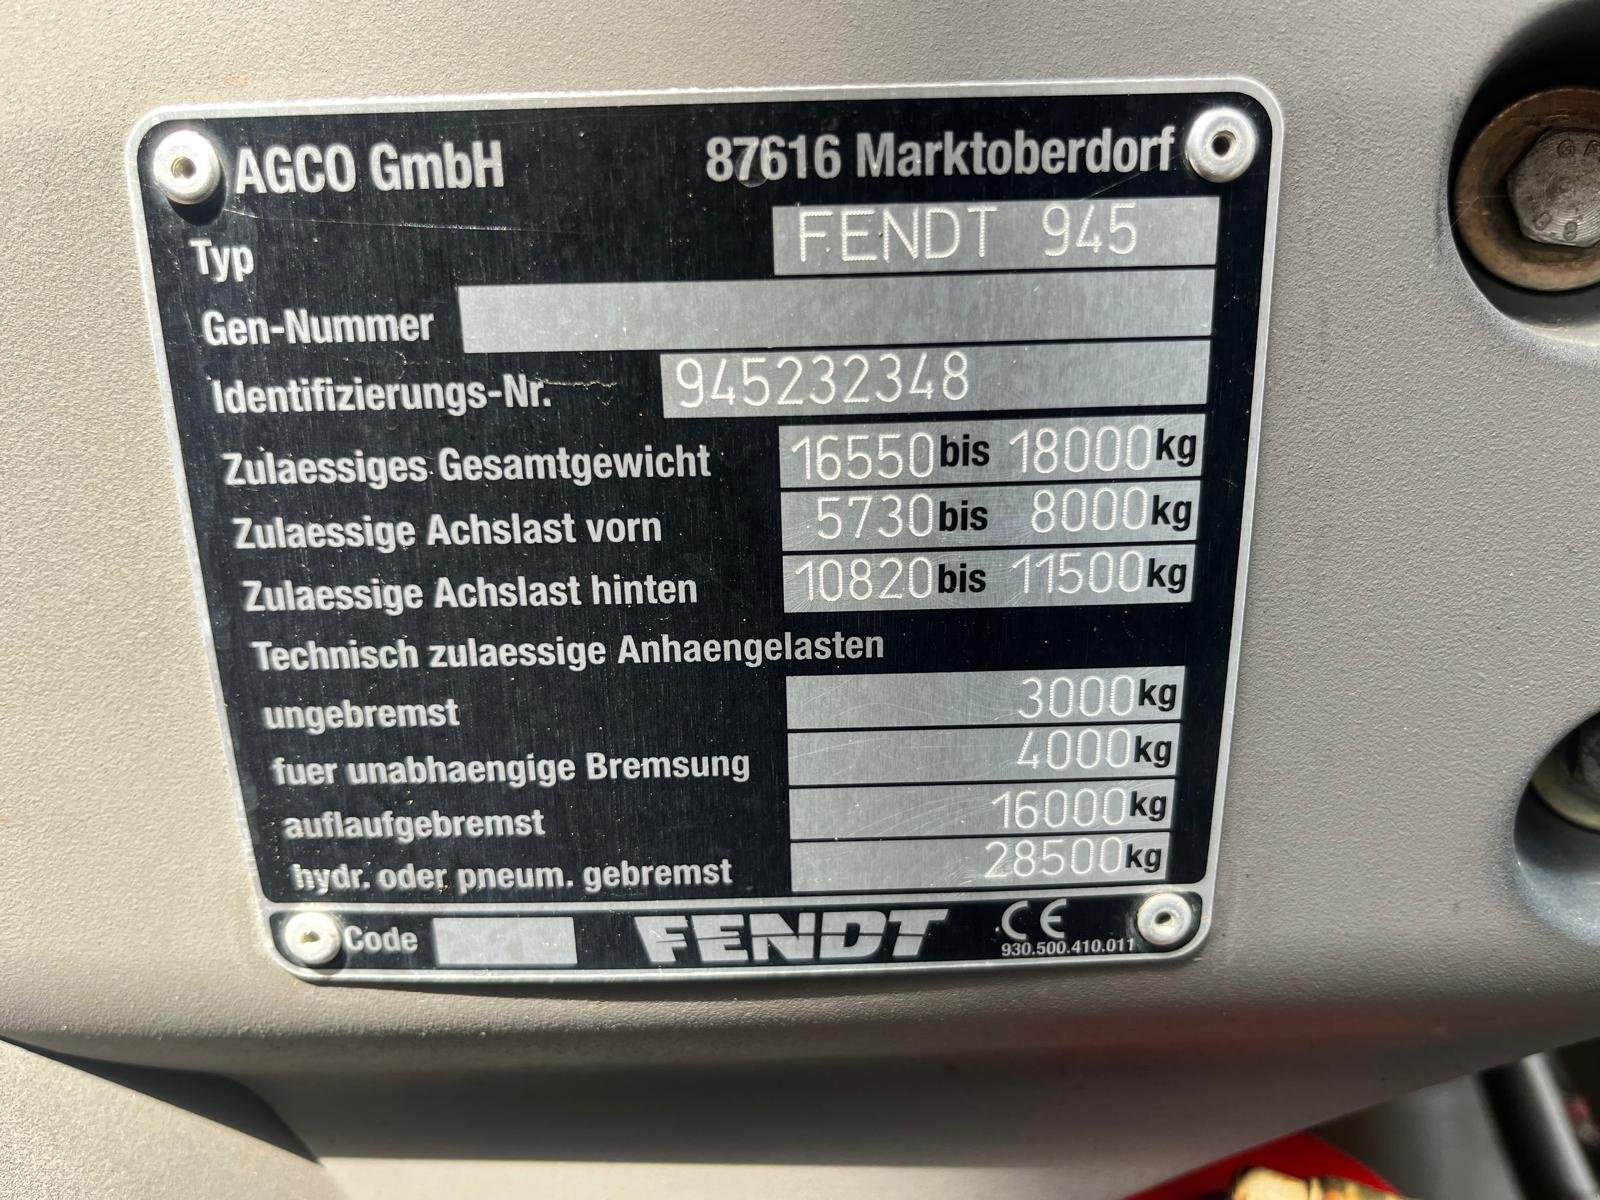 AGCO GmbH 87616 Marktoberdorf
Typ FENDT 945
Gen-Nummer
Identifizierungs-Nr. 945232348
Zulaessiges Gesamtgewicht 16550 bis 18000 kg
Zulaessige Achslast vorn 5730 bis 8000 kg
Zulaessige Achslast hinten 10820 bis 11500 kg
Technisch zulaessige Anhaengelasten
ungebremst 3000 kg
fuer unabhaengige Bremsung 4000 kg
auflaufgebremst 16000 kg
hydr. oder pneum. gebremst 28500 kg
Code FENDT CE
930.500.410.011